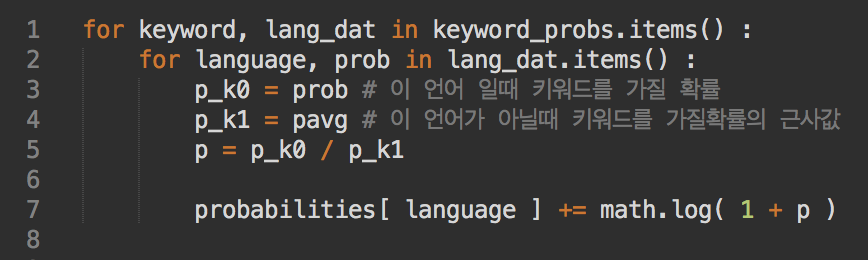 1 for keyword, lang_dat in keyword_probs.items() :
2 for language, prob in lang_dat.items() :
3 p_k0 = prob # 이 언어 일때 키워드를 가질 확률
4 p_k1 = pavg # 이 언어가 아닐때 키워드를 가질확률의 근사값
5 p = p_k0 / p_k1
6
7 probabilities[ language ] += math.log( 1 + p )
8